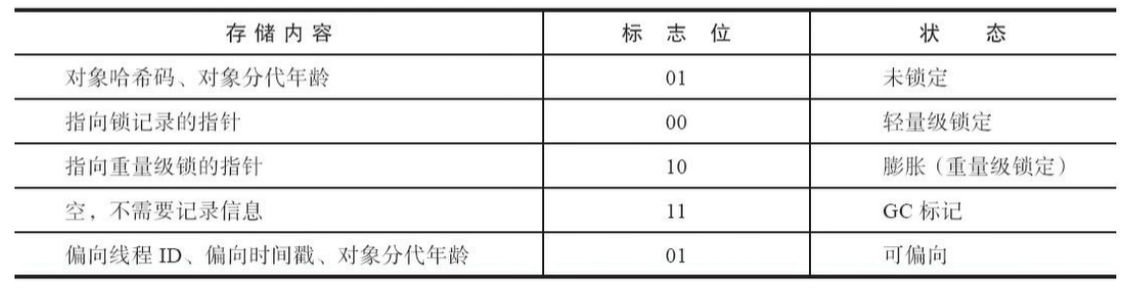 存储内容 标志位 状态
对象哈希码、对象分代年龄 01 未锁定
指向锁记录的指针 00 轻量级锁定
指向重量级锁的指针 10 膨胀（重量级锁定）
空，不需要记录信息 11 GC 标记
偏向线程 ID、偏向时间戳、对象分代年龄 01 可偏向